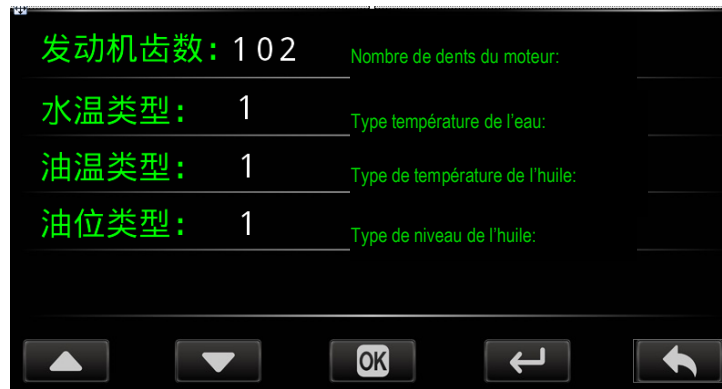 发动机齿数: 102 Nombre de dents du moteur:
水温类型: 1 Type température de l'eau:
油温类型: 1 Type de température de l'huile:
油位类型: 1 Type de niveau de l'huile:
OK